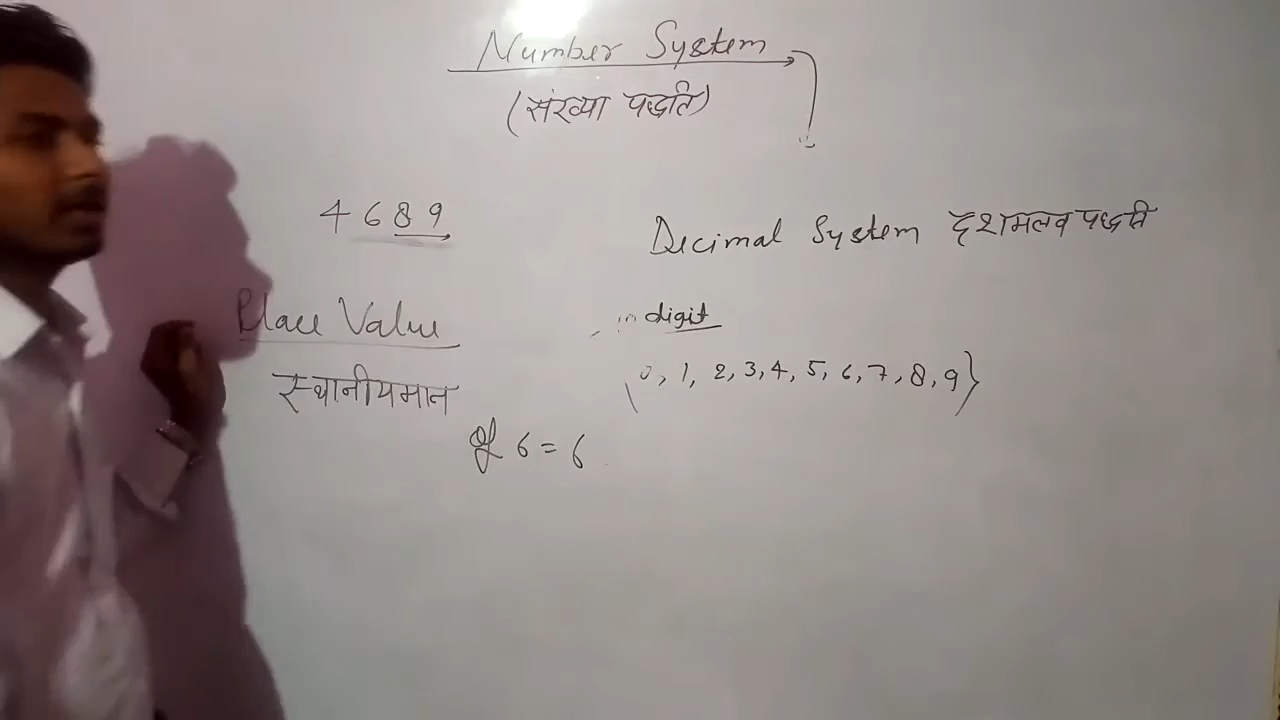 Number System
(संख्या पद्धति)
4 6 8 9
Decimal System दशमलव पद्धति
Place Value
digit
0, 1, 2, 3, 4, 5, 6, 7, 8, 9}
स्थानीयमान
Of 6 = 6